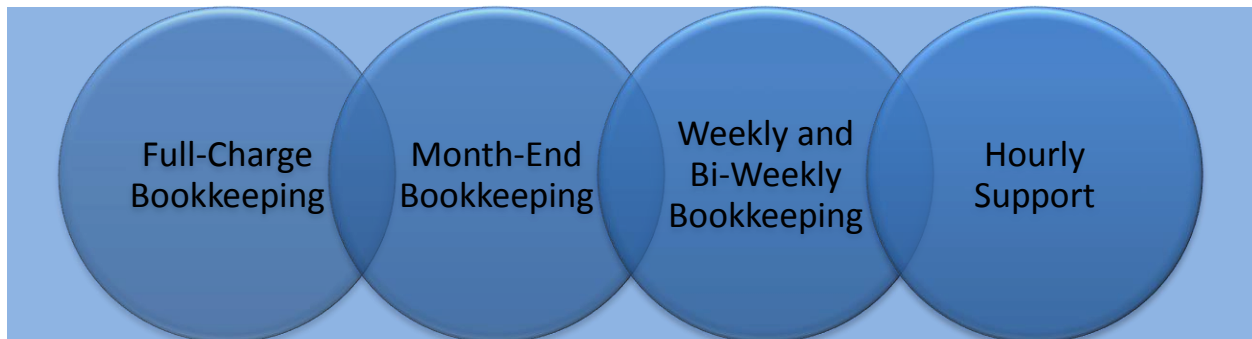 Full-Charge
Bookkeeping
Month-End
Bookkeeping
Weekly and
Bi-Weekly
Bookkeeping
Hourly
Support